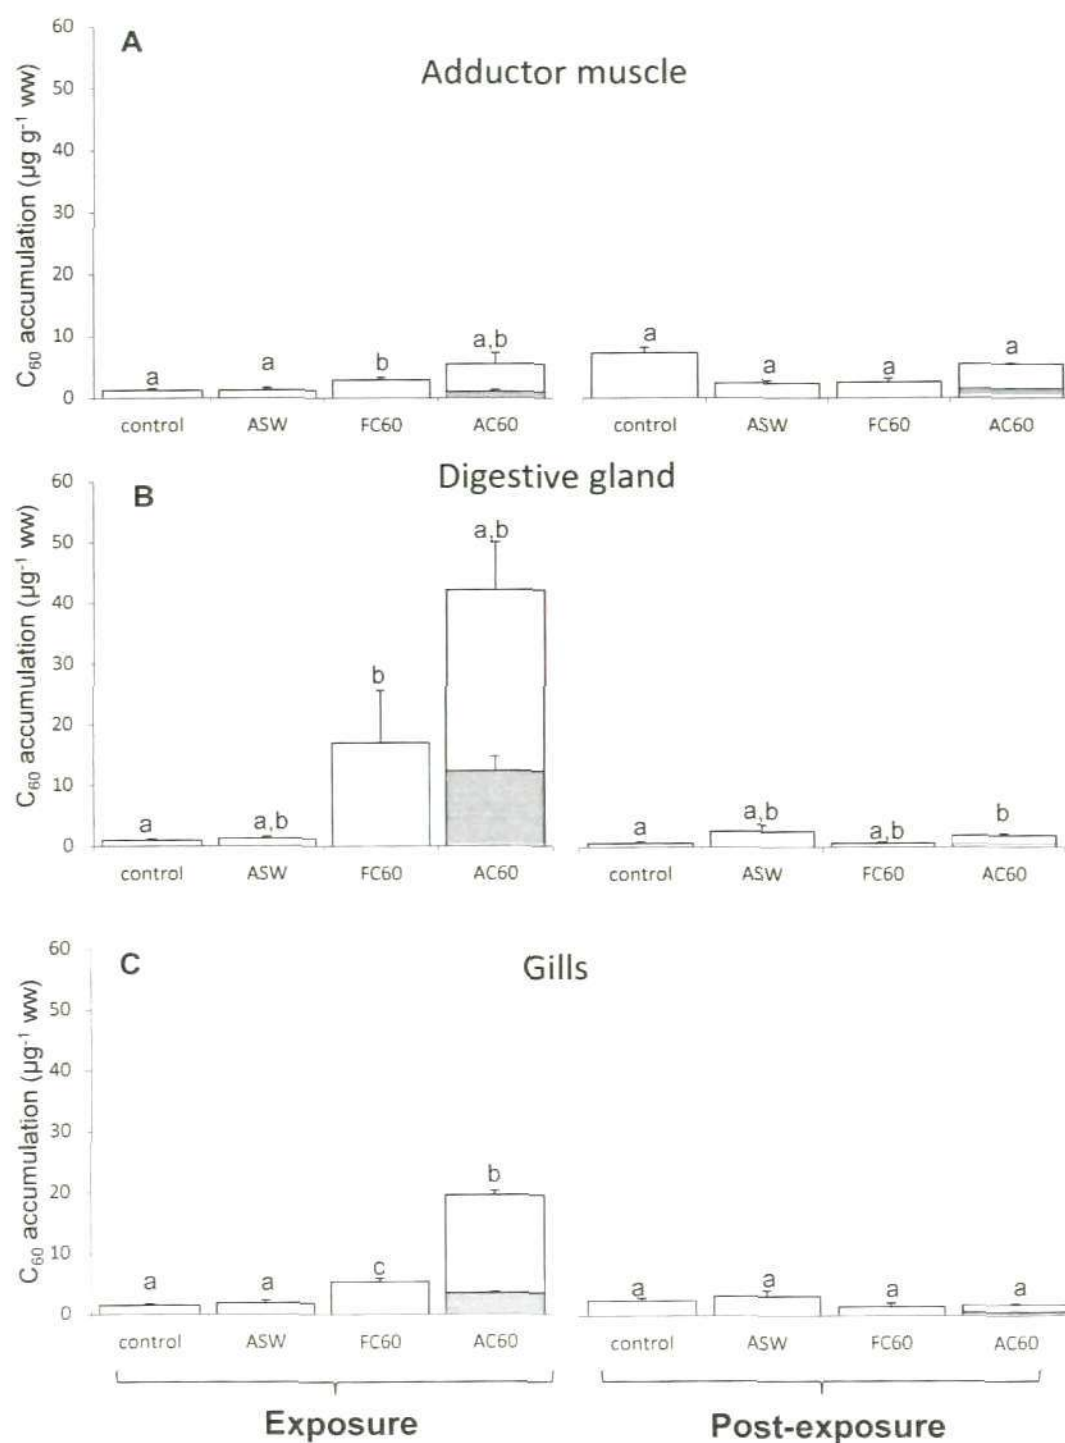 A
Adductor muscle
C₆₀ accumulation (µg g⁻¹ ww)
60
50
40
30
20
10
0
a
a
b
a,b
a
a
a
a
control ASW FC60 AC60 control ASW FC60 AC60
B
Digestive gland
C₆₀ accumulation (µg⁻¹ ww)
60
50
40
30
20
10
0
a
a,b
b
a,b
a
a,b
a,b
b
control ASW FC60 AC60 control ASW FC60 AC60
C
Gills
C₆₀ accumulation (µg⁻¹ ww)
60
50
40
30
20
10
0
a
a
c
b
a
a
a
a
control ASW FC60 AC60 control ASW FC60 AC60
Exposure Post-exposure